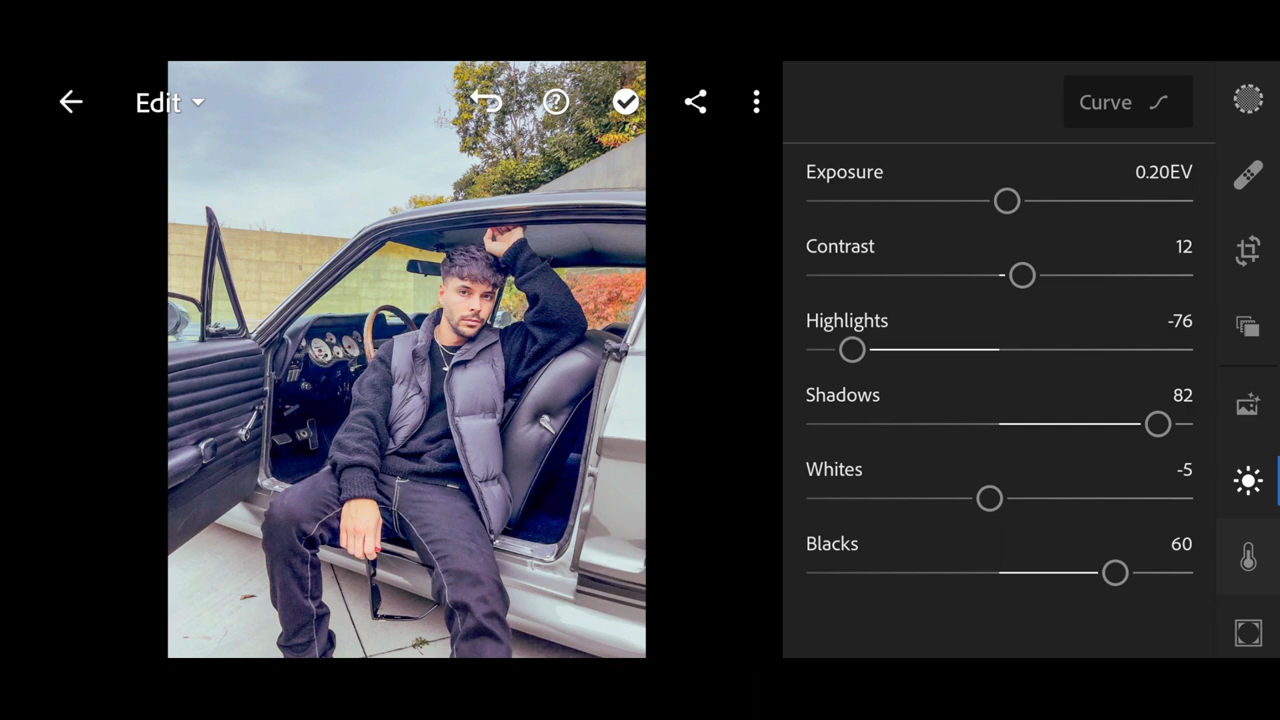 Edit
Curve
Exposure 0.20EV
Contrast 12
Highlights -76
Shadows 82
Whites -5
Blacks 60